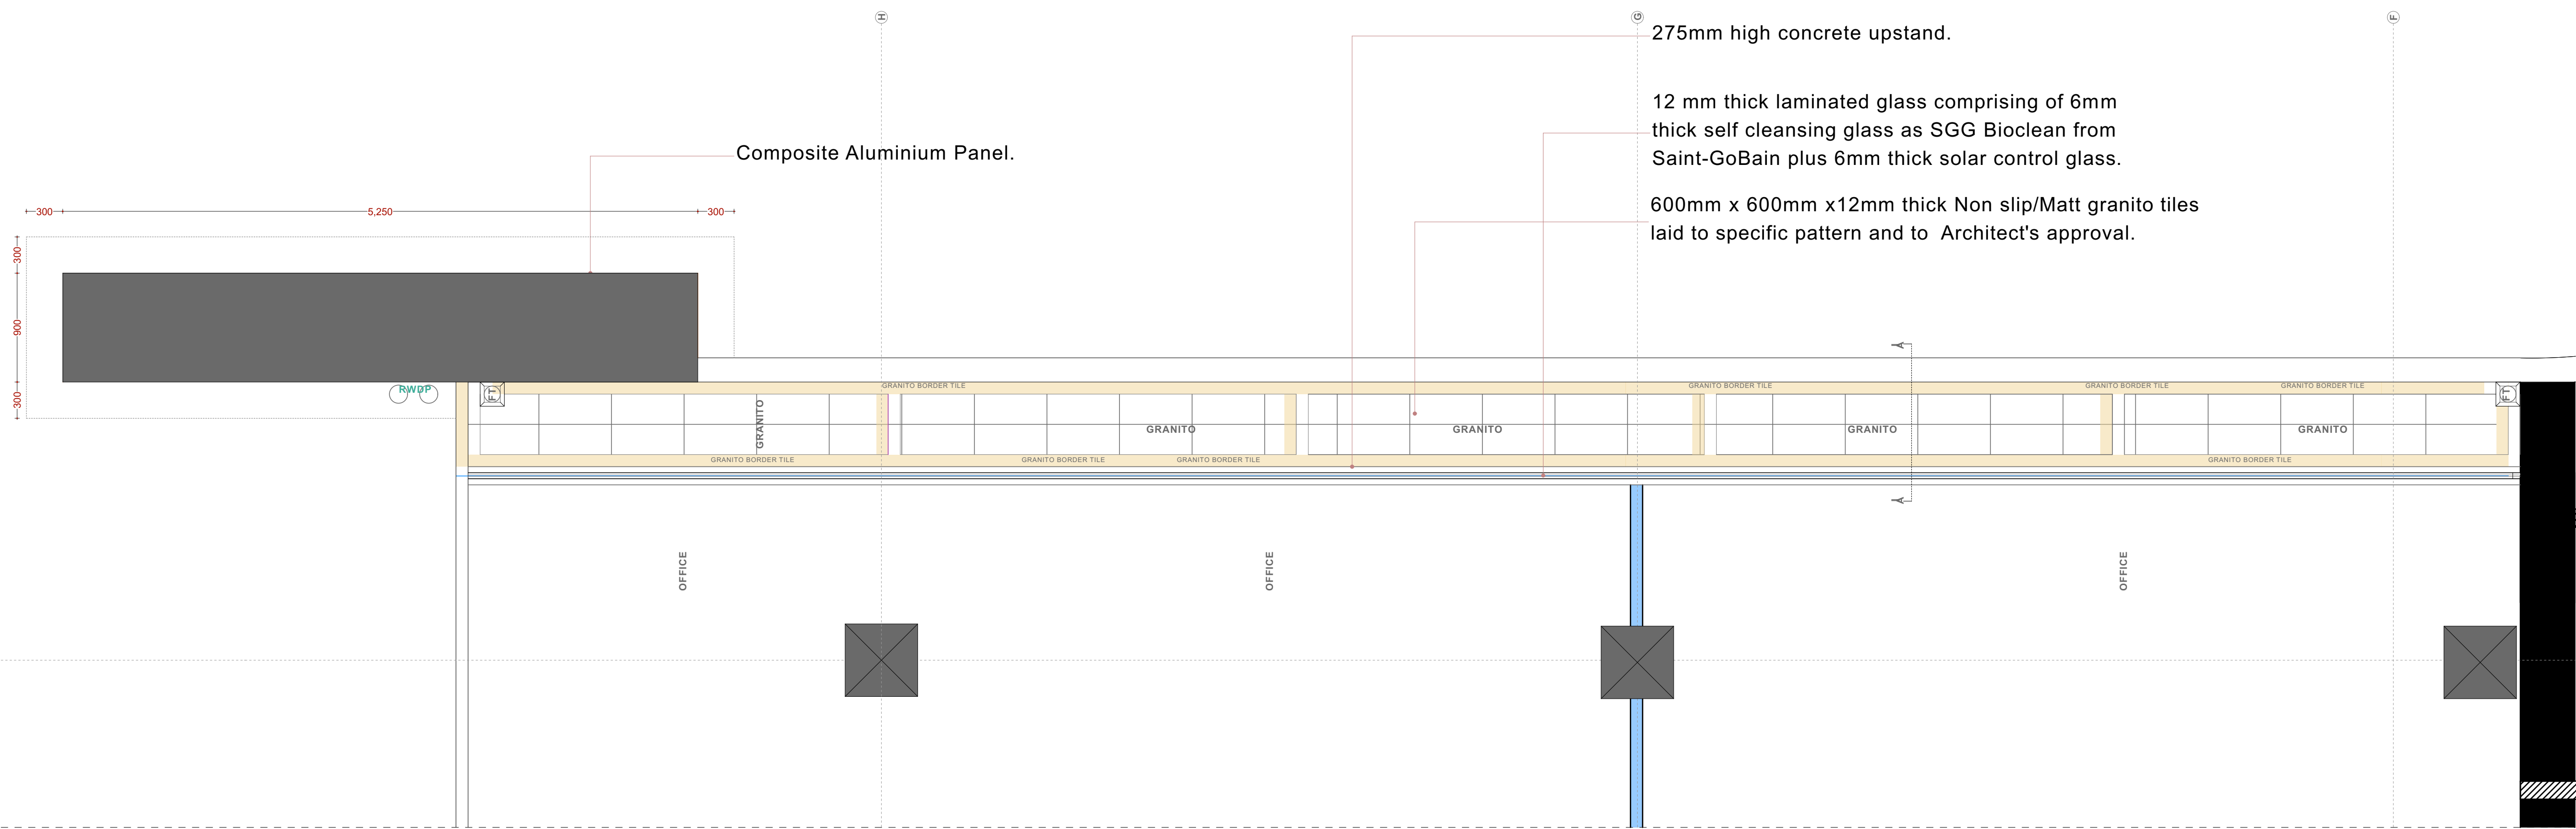 H
G
F
275mm high concrete upstand.
12 mm thick laminated glass comprising of 6mm
thick self cleansing glass as SGG Bioclean from
Saint-GoBain plus 6mm thick solar control glass.
Composite Aluminium Panel.
600mm x 600mm x12mm thick Non slip/Matt granito tiles
laid to specific pattern and to  Architect's approval.
300
5,250
300
300
900
300
A
RWDP
FT
GRANITO BORDER TILE
GRANITO BORDER TILE
GRANITO BORDER TILE
GRANITO BORDER TILE
FT
GRANITO
GRANITO
GRANITO
GRANITO
GRANITO
GRANITO BORDER TILE
GRANITO BORDER TILE
GRANITO BORDER TILE
GRANITO BORDER TILE
A
OFFICE
OFFICE
OFFICE